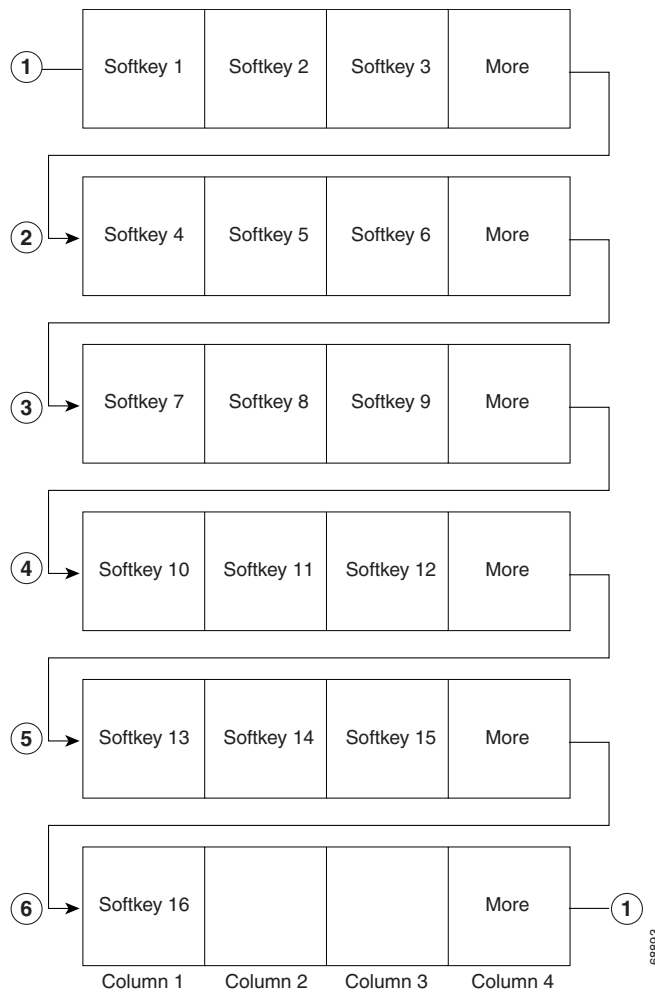 1 Softkey 1 Softkey 2 Softkey 3 More
2 Softkey 4 Softkey 5 Softkey 6 More
3 Softkey 7 Softkey 8 Softkey 9 More
4 Softkey 10 Softkey 11 Softkey 12 More
5 Softkey 13 Softkey 14 Softkey 15 More
6 Softkey 16 More 1
Column 1 Column 2 Column 3 Column 4
68893